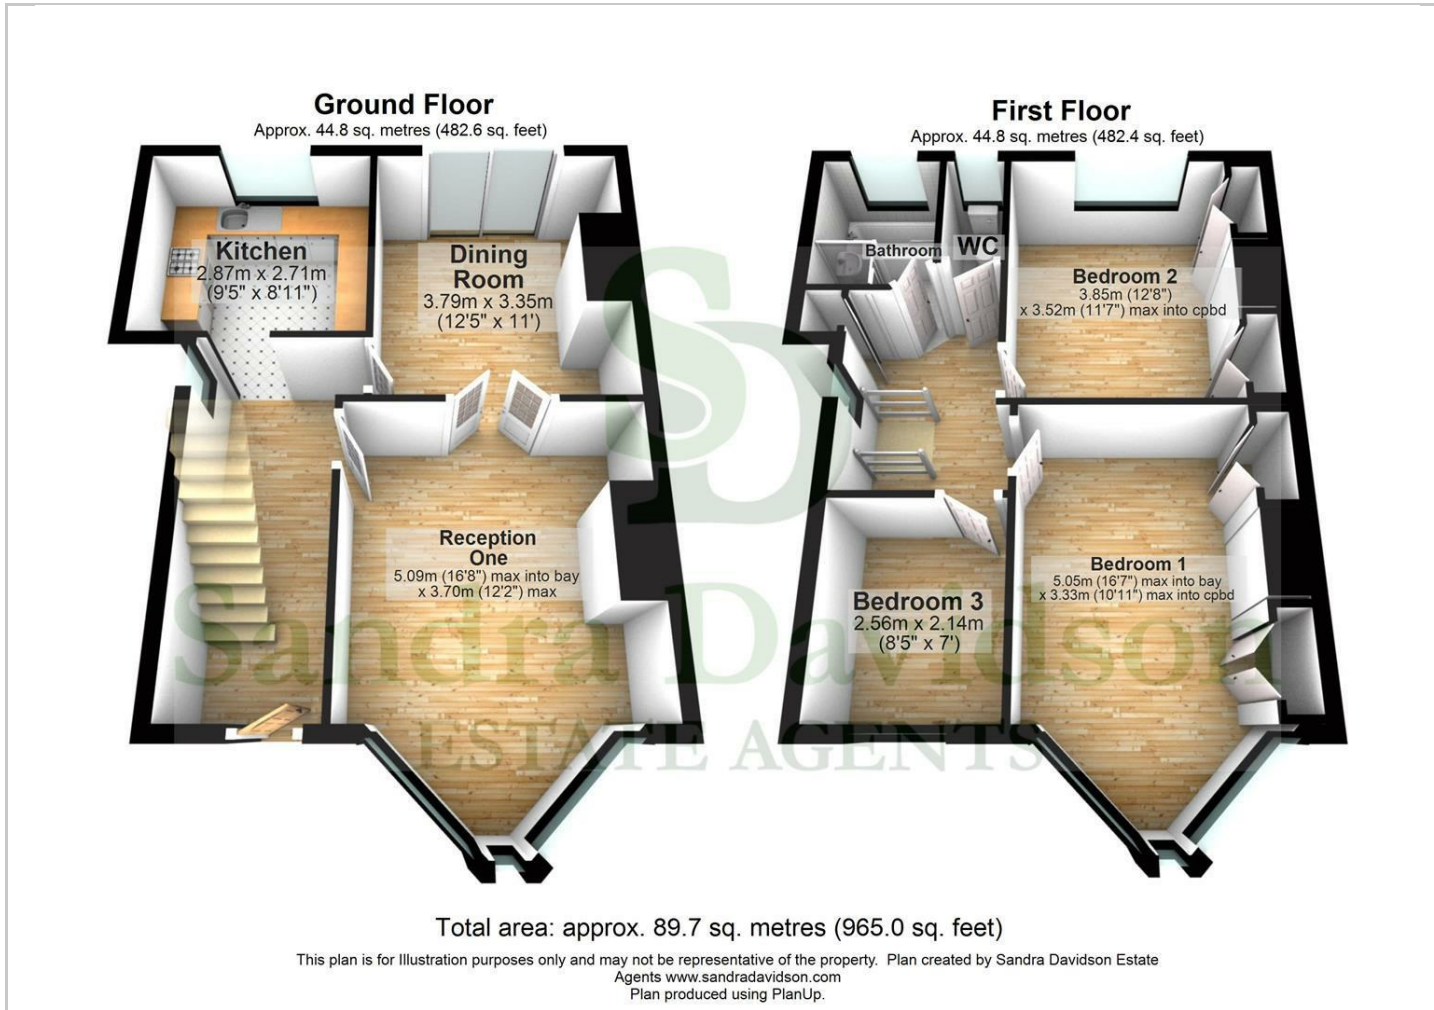 Ground Floor
Approx. 44.8 sq. metres (482.6 sq. feet)
Kitchen
2.87m x 2.71m
(9'5" x 8'11")
Dining
Room
3.79m x 3.35m
(12'5" x 11')
Reception
One
5.09m (16'8") max into bay
x 3.70m (12'2") max
First Floor
Approx. 44.8 sq. metres (482.4 sq. feet)
Bathroom
WC
Bedroom 2
3.85m (12'8")
x 3.52m (11'7") max into cpbd
Bedroom 1
5.05m (16'7") max into bay
x 3.33m (10'11") max into cpbd
Bedroom 3
2.56m x 2.14m
(8'5" x 7')
SD
Sandra Davidson
ESTATE AGENTS
Total area: approx. 89.7 sq. metres (965.0 sq. feet)
This plan is for Illustration purposes only and may not be representative of the property. Plan created by Sandra Davidson Estate
Agents www.sandradavidson.com
Plan produced using PlanUp.